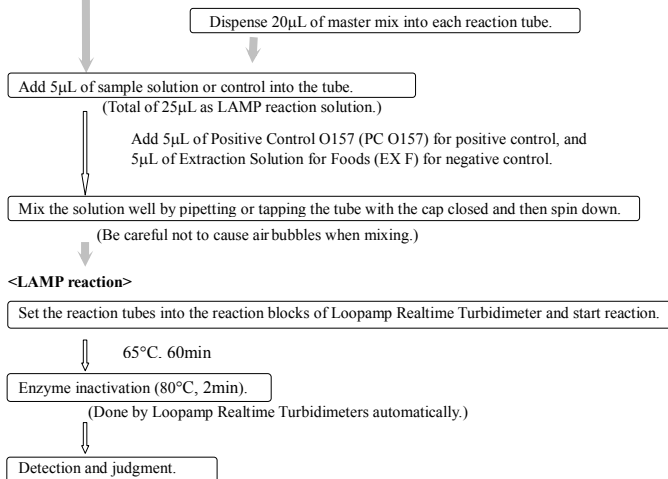 Dispense 20μL of master mix into each reaction tube.
Add 5μL of sample solution or control into the tube.
(Total of 25μL as LAMP reaction solution.)
Add 5μL of Positive Control O157 (PC O157) for positive control, and
5μL of Extraction Solution for Foods (EX F) for negative control.
Mix the solution well by pipetting or tapping the tube with the cap closed and then spin down.
(Be careful not to cause air bubbles when mixing.)
<LAMP reaction>
Set the reaction tubes into the reaction blocks of Loopamp Realtime Turbidimeter and start reaction.
65°C. 60min
Enzyme inactivation (80°C, 2min).
(Done by Loopamp Realtime Turbidimeters automatically.)
Detection and judgment.